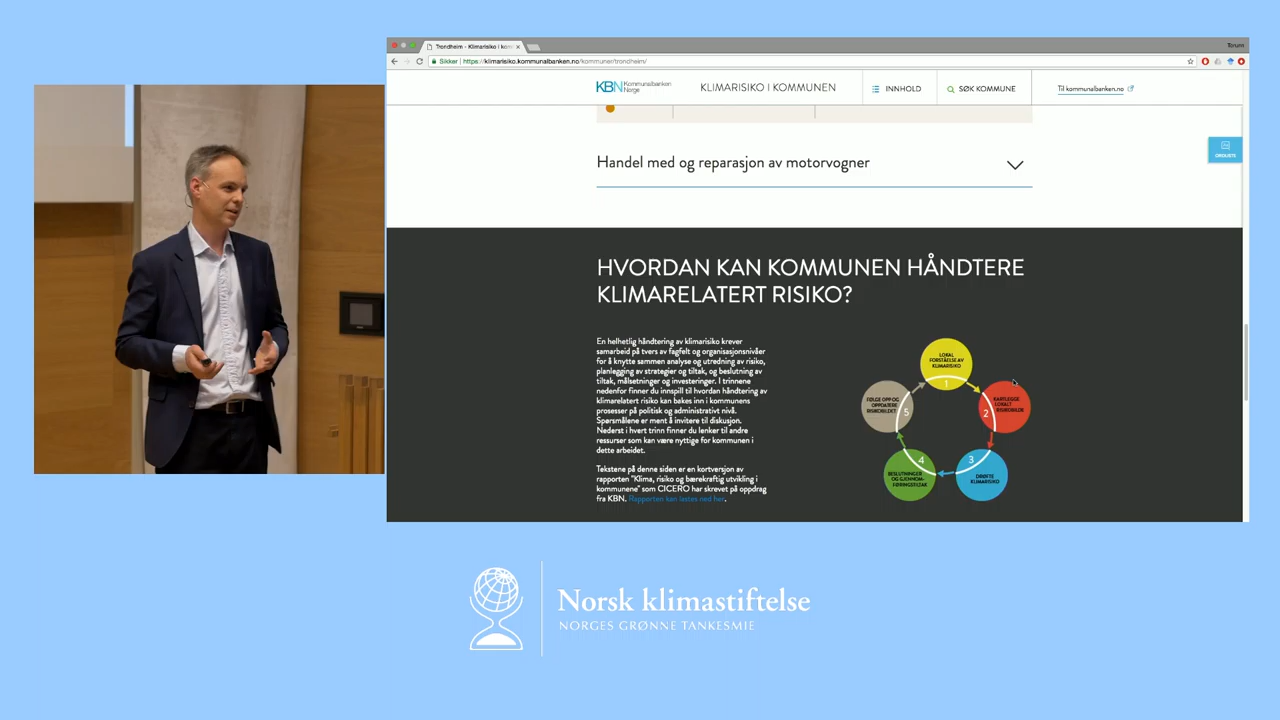 Trondheim - Klimarisiko i kom
Torunn
Sikker
https://klimarisiko.kommunalbanken.no/kommuner/trondheim/
KBN Kommunalbanken
Norge
KLIMARISIKO I KOMMUNEN
INNHOLD
SØK KOMMUNE
Til kommunalbanken.no
Handel med og reparasjon av motorvogner
ORDLISTE
HVORDAN KAN KOMMUNEN HÅNDTERE
KLIMARELATERT RISIKO?
En helhetlig håndtering av klimarisiko krever
samarbeid på tvers av fagfelt og organisasjonsnivåer
for å knytte sammen analyse og utredning av risiko,
planlegging av strategier og tiltak, og beslutning av
tiltak, målsetninger og investeringer. I trinnene
nedenfor finner du innspill til hvordan håndtering av
klimarelatert risiko kan bakes inn i kommunens
prosesser på politisk og administrativt nivå.
Spørsmålene er ment å invitere til diskusjon.
Nederst i hvert trinn finner du lenker til andre
ressurser som kan være nyttige for kommunen i
dette arbeidet.
Tekstene på denne siden er en kortversjon av
rapporten "Klima, risiko og bærekraftig utvikling i
kommunene" som CICERO har skrevet på oppdrag
fra KBN. Rapporten kan lastes ned her.
LOKAL
FORSTÅELSE AV
KLIMARISIKO
1
KARTLEGGE
LOKALT
RISIKOBILDE
2
3
DRØFTE
KLIMARISIKO
4
BESLUTNINGER
OG GJENNOM-
FØRINGSTILTAK
FØLGE OPP OG
OPPDATERE
RISIKOBILDET
5
Norsk klimastiftelse
NORGES GRØNNE TANKESMIE